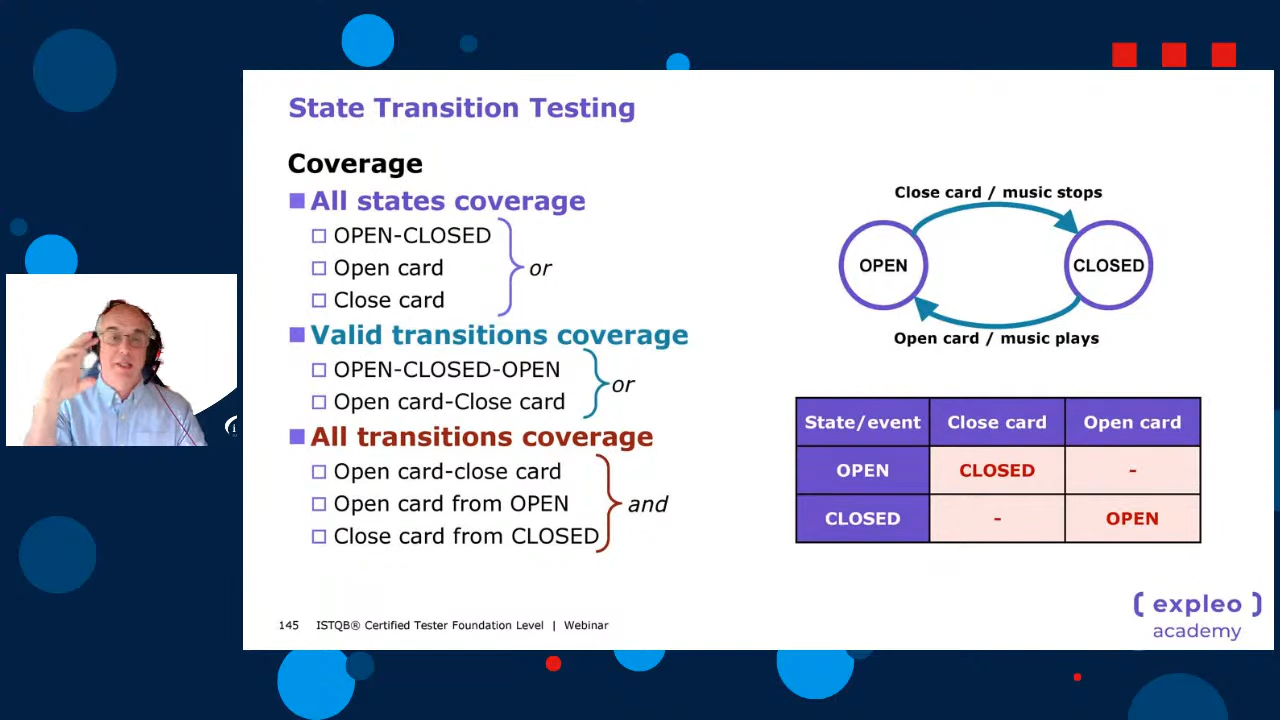 State Transition Testing
Coverage
All states coverage
OPEN-CLOSED
Open card
Close card
or
Valid transitions coverage
OPEN-CLOSED-OPEN
Open card-Close card
or
All transitions coverage
Open card-close card
Open card from OPEN
Close card from CLOSED
and
Close card / music stops
OPEN
CLOSED
Open card / music plays
State/event Close card Open card
OPEN CLOSED -
CLOSED - OPEN
145 ISTQB® Certified Tester Foundation Level | Webinar
( expleo )
academy